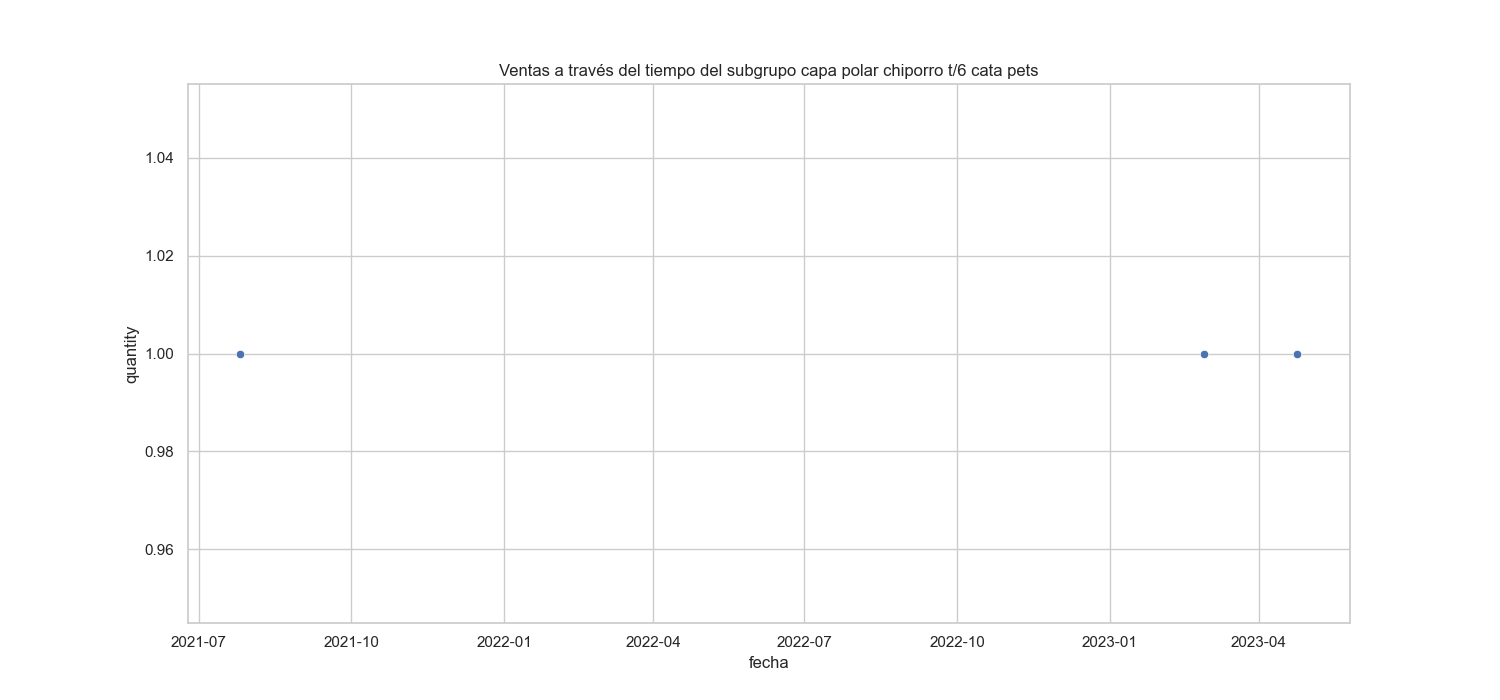 Ventas a través del tiempo del subgrupo capa polar chiporro t/6 cata pets
1.04
1.02
1.00
0.98
0.96
quantity
2021-07 2021-10 2022-01 2022-04 2022-07 2022-10 2023-01 2023-04
fecha